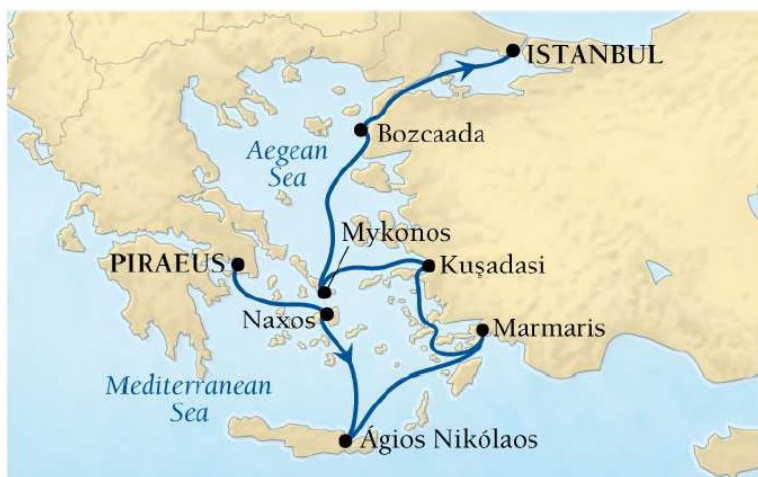 ISTANBUL
Bozcaada
Aegean
Sea
Mykonos
PIRAEUS
Kuşadasi
Naxos
Marmaris
Mediterranean
Sea
Ágios Nikólaos